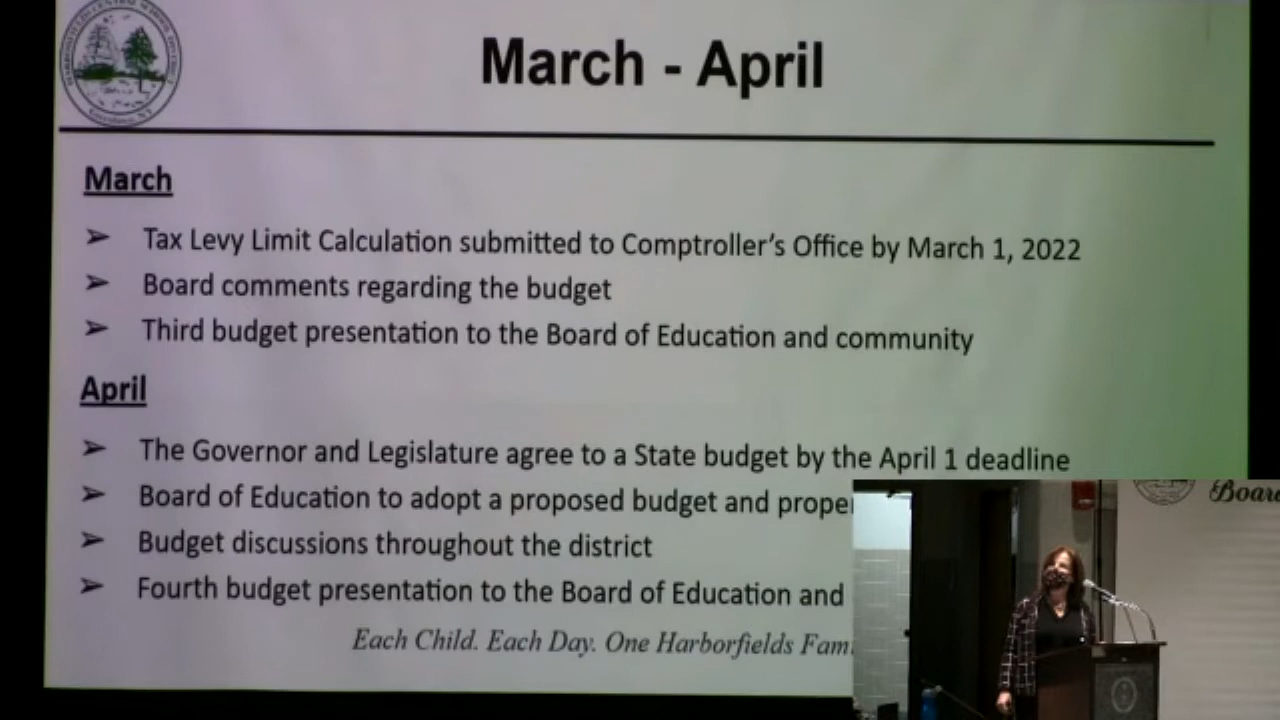 March - April
March
➢ Tax Levy Limit Calculation submitted to Comptroller's Office by March 1, 2022
➢ Board comments regarding the budget
➢ Third budget presentation to the Board of Education and community
April
➢ The Governor and Legislature agree to a State budget by the April 1 deadline
➢ Board of Education to adopt a proposed budget and prope
➢ Budget discussions throughout the district
➢ Fourth budget presentation to the Board of Education and
Each Child. Each Day. One Harborfields Fam
Board